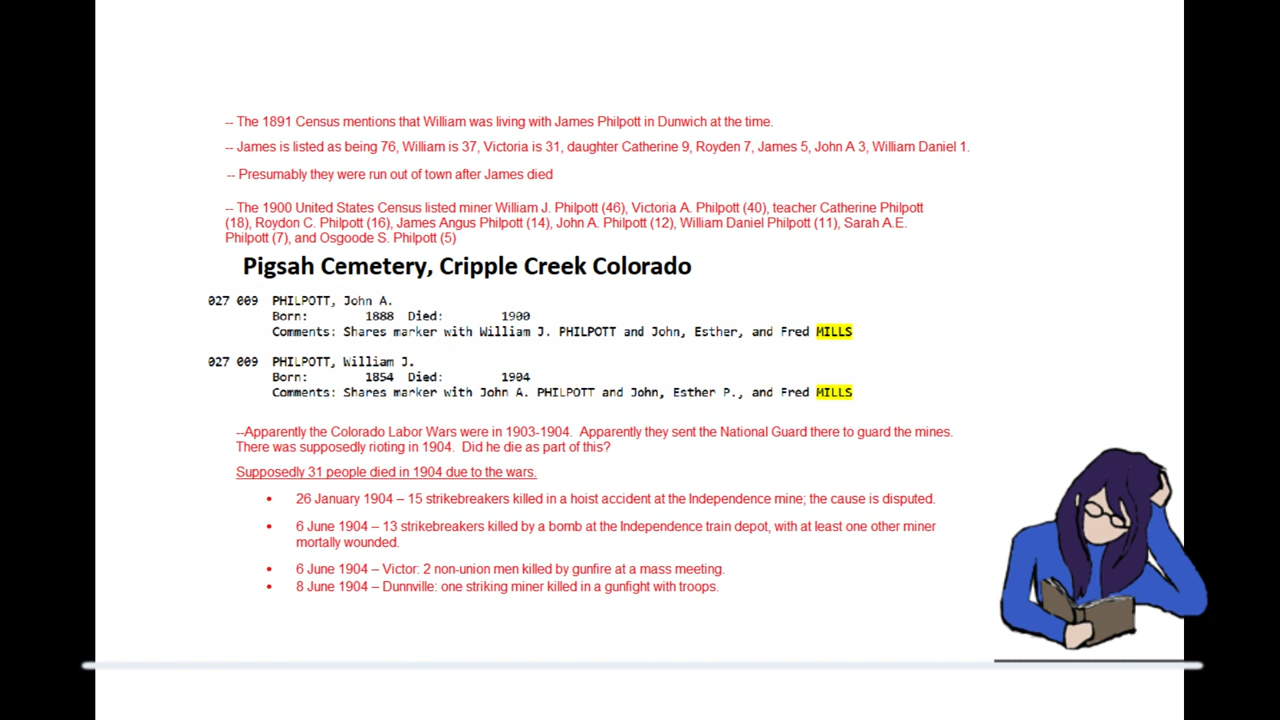 -- The 1891 Census mentions that William was living with James Philpott in Dunwich at the time.
-- James is listed as being 76, William is 37, Victoria is 31, daughter Catherine 9, Royden 7, James 5, John A 3, William Daniel 1.
-- Presumably they were run out of town after James died
-- The 1900 United States Census listed miner William J. Philpott (46), Victoria A. Philpott (40), teacher Catherine Philpott
(18), Roydon C. Philpott (16), James Angus Philpott (14), John A. Philpott (12), William Daniel Philpott (11), Sarah A.E.
Philpott (7), and Osgoode S. Philpott (5)
Pigsah Cemetery, Cripple Creek Colorado
027 009 PHILPOTT, John A.
Born: 1888 Died: 1900
Comments: Shares marker with William J. PHILPOTT and John, Esther, and Fred MILLS
027 009 PHILPOTT, William J.
Born: 1854 Died: 1904
Comments: Shares marker with John A. PHILPOTT and John, Esther P., and Fred MILLS
--Apparently the Colorado Labor Wars were in 1903-1904. Apparently they sent the National Guard there to guard the mines.
There was supposedly rioting in 1904. Did he die as part of this?
Supposedly 31 people died in 1904 due to the wars.
• 26 January 1904 – 15 strikebreakers killed in a hoist accident at the Independence mine; the cause is disputed.
• 6 June 1904 – 13 strikebreakers killed by a bomb at the Independence train depot, with at least one other miner
mortally wounded.
• 6 June 1904 – Victor: 2 non-union men killed by gunfire at a mass meeting.
• 8 June 1904 – Dunnville: one striking miner killed in a gunfight with troops.